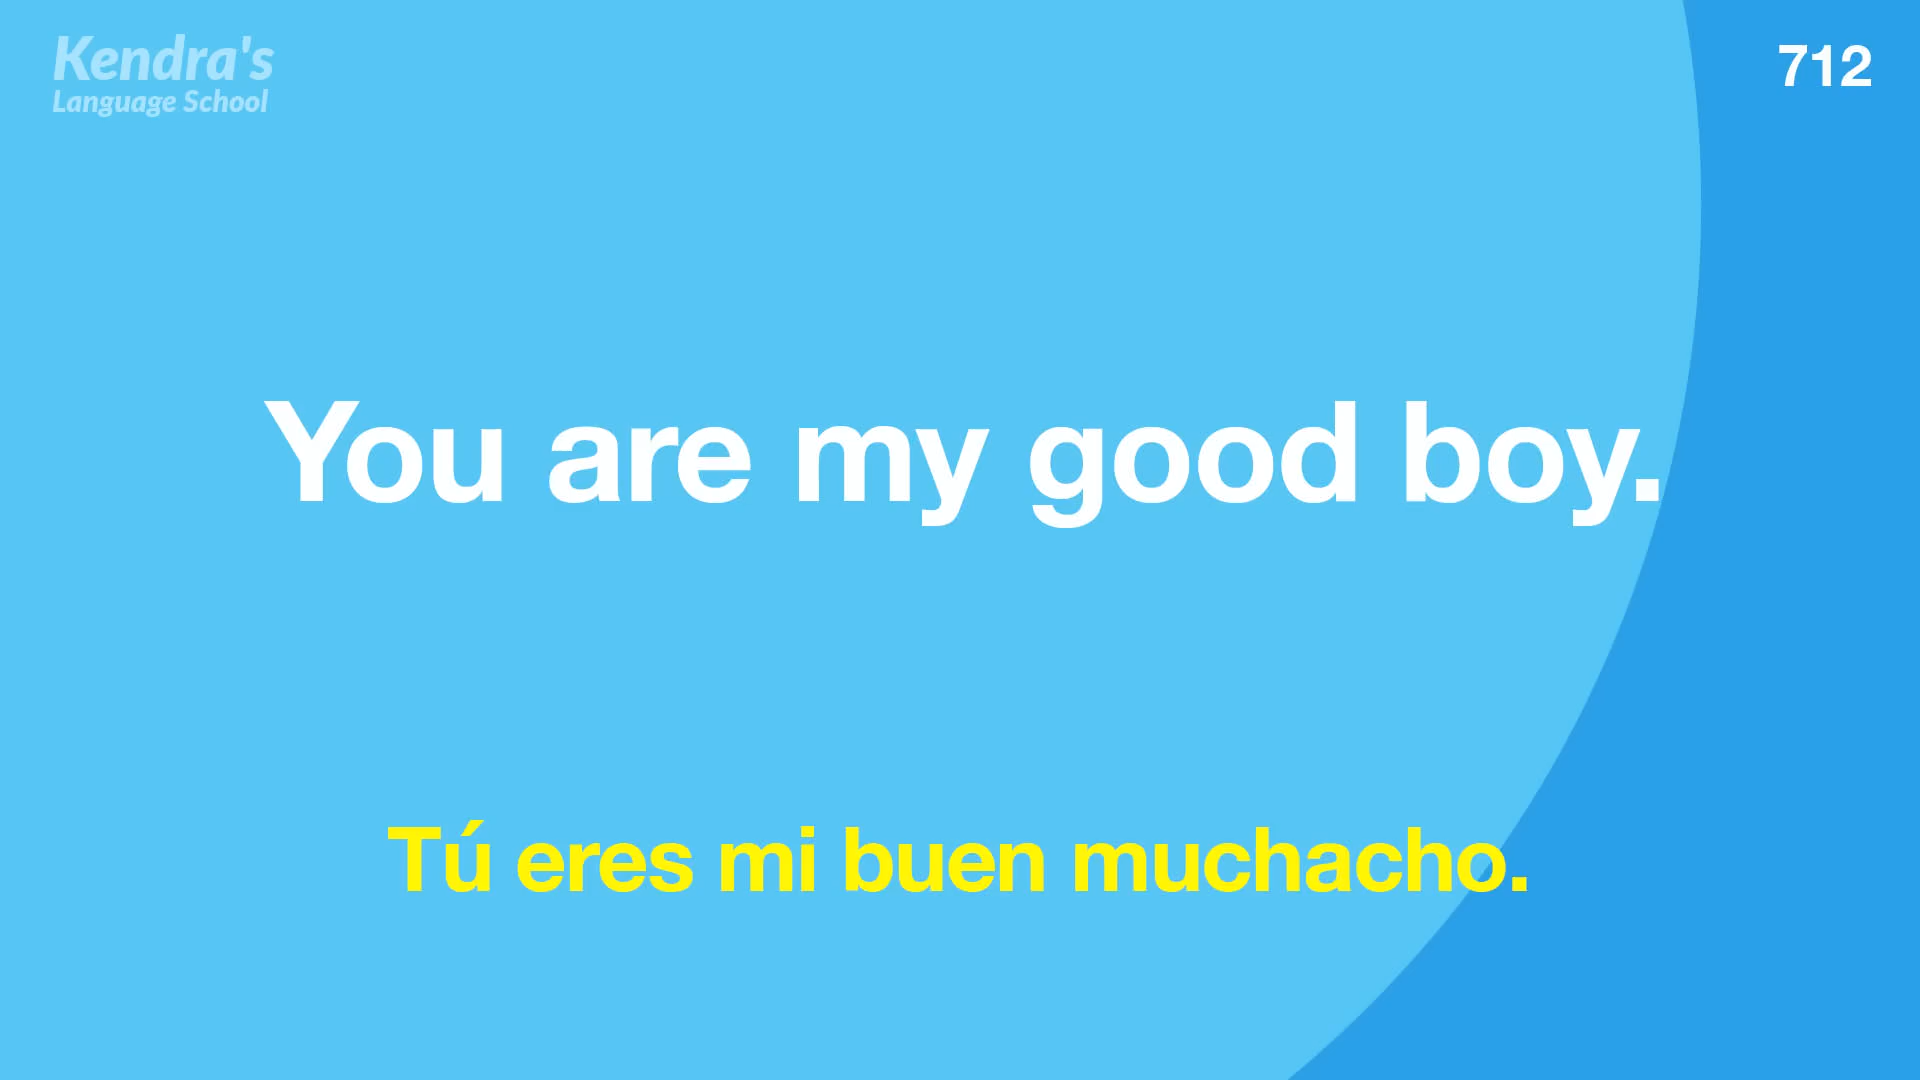 Kendra's
Language School
712
You are my good boy.
Tú eres mi buen muchacho.